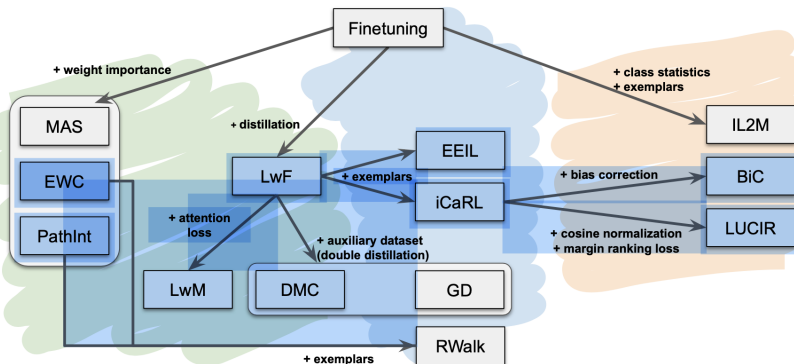 Finetuning
+ weight importance
+ class statistics
+ exemplars
MAS
+ distillation
IL2M
EEIL
EWC
LwF
+ exemplars
+ bias correction
BiC
iCaRL
PathInt
+ attention
loss
LUCIR
+ cosine normalization
+ margin ranking loss
+ auxiliary dataset
(double distillation)
LwM
DMC
GD
RWalk
+ exemplars